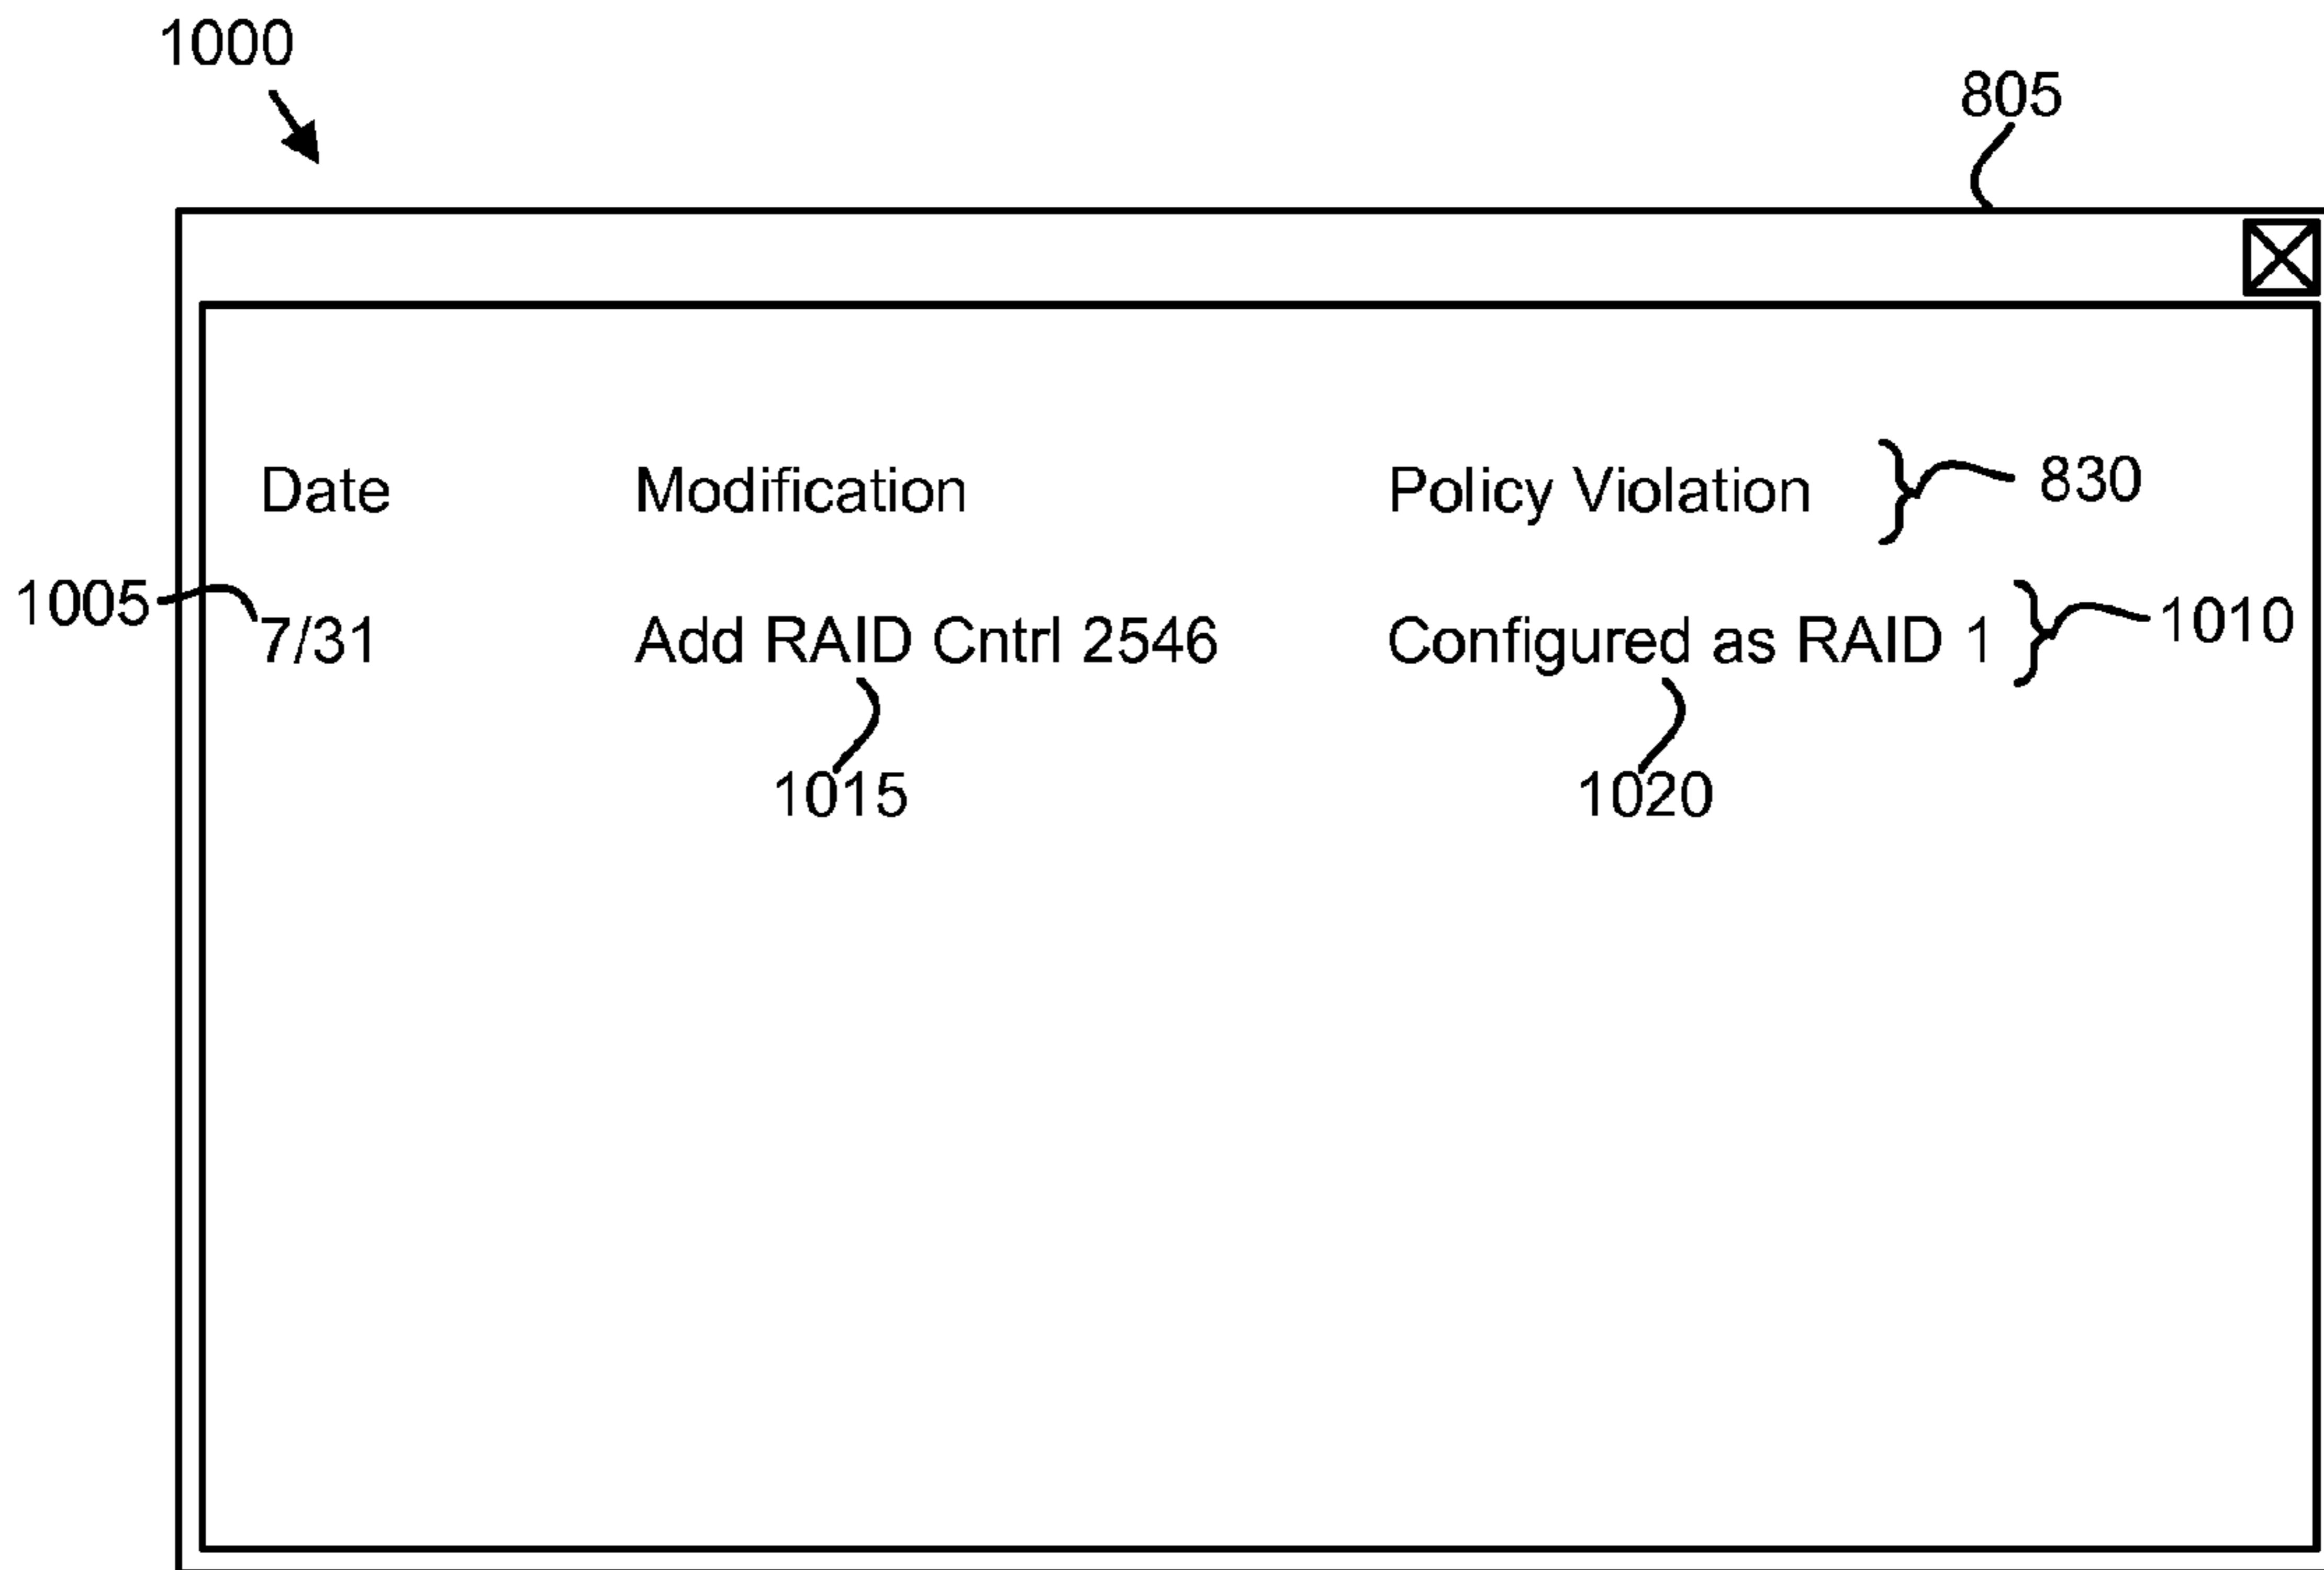 1000
805
Date Modification Policy Violation 830
1005 7/31 Add RAID Cntrl 2546 Configured as RAID 1 1010
1015 1020